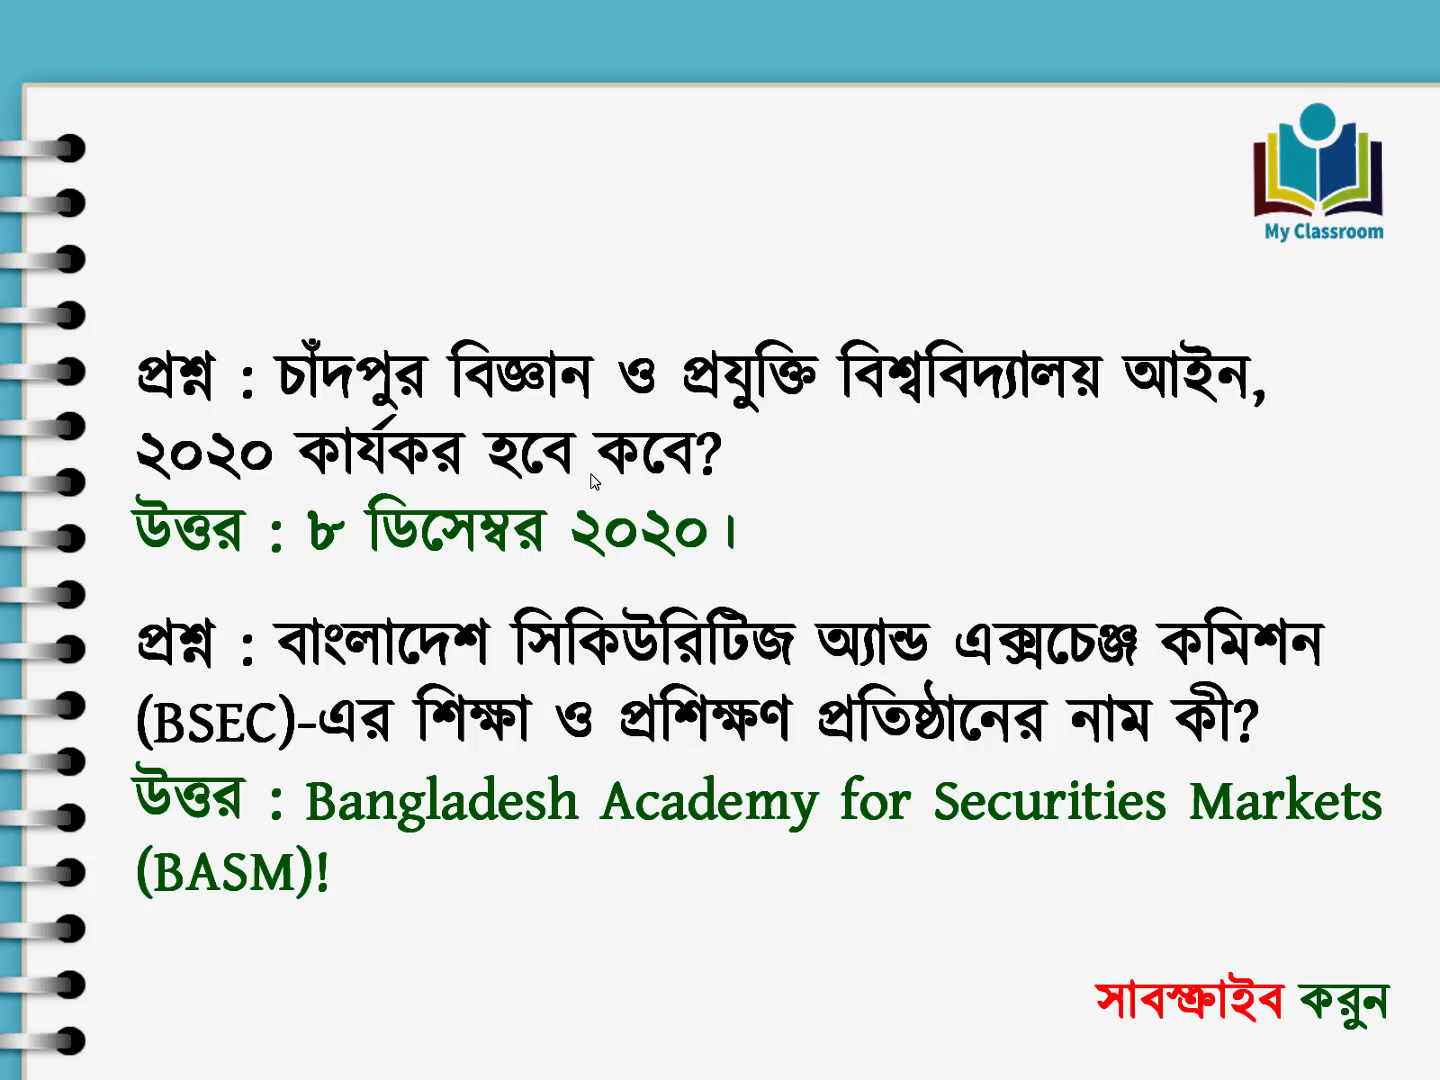 My Classroom
প্রশ্ন : চাঁদপুর বিজ্ঞান ও প্রযুক্তি বিশ্ববিদ্যালয় আইন,
২০২০ কার্যকর হবে কবে?
উত্তর : ৮ ডিসেম্বর ২০২০।
প্রশ্ন : বাংলাদেশ সিকিউরিটিজ অ্যান্ড এক্সচেঞ্জ কমিশন
(BSEC)-এর শিক্ষা ও প্রশিক্ষণ প্রতিষ্ঠানের নাম কী?
উত্তর : Bangladesh Academy for Securities Markets
(BASM)!
সাবস্ক্রাইব করুন